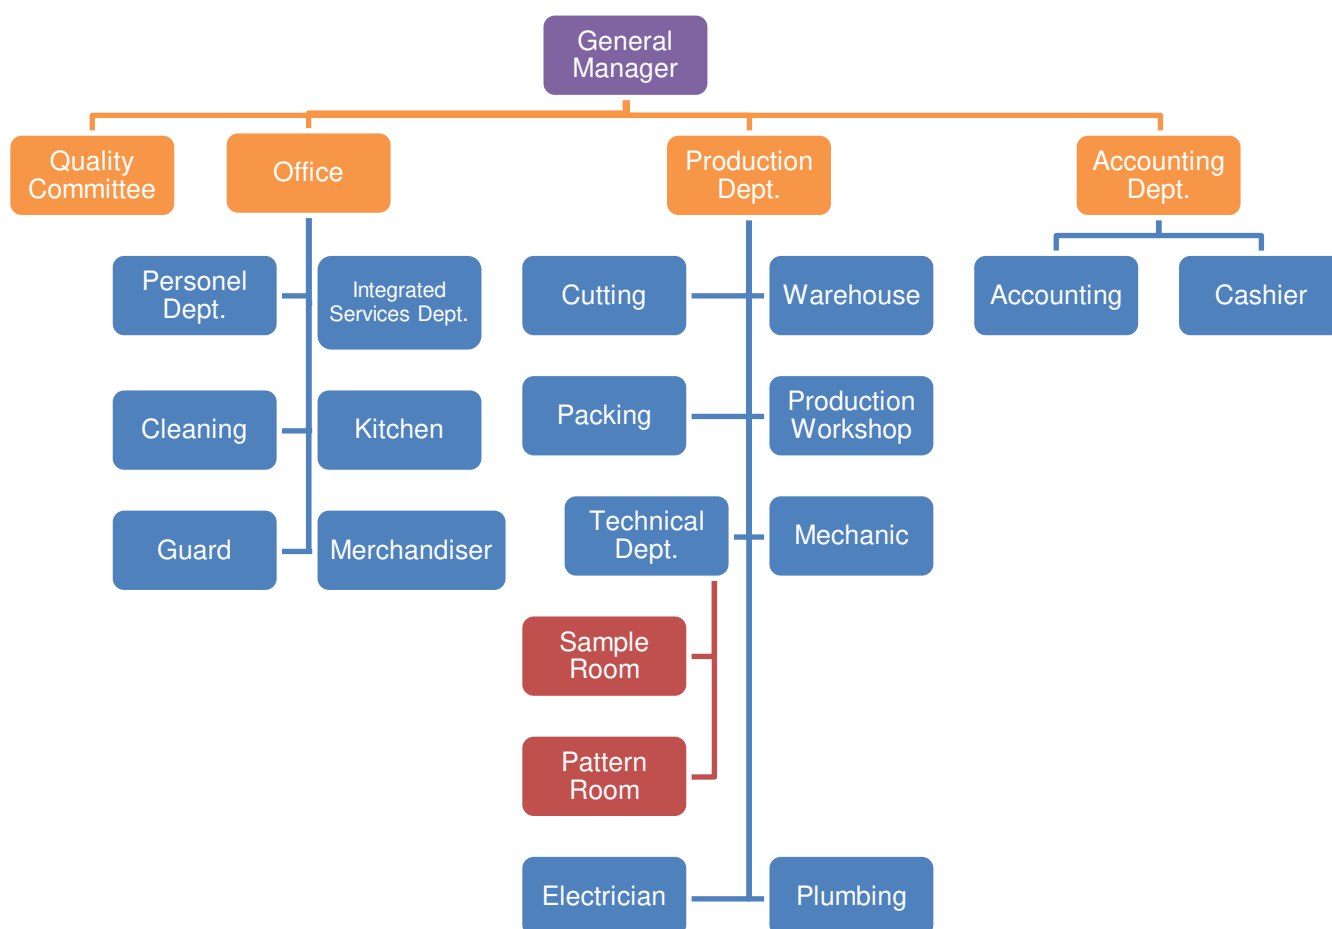 General
Manager
Quality
Committee
Office
Production
Dept.
Accounting
Dept.
Personel
Dept.
Integrated
Services Dept.
Cutting
Warehouse
Accounting
Cashier
Cleaning
Kitchen
Packing
Production
Workshop
Guard
Merchandiser
Technical
Dept.
Mechanic
Sample
Room
Pattern
Room
Electrician
Plumbing